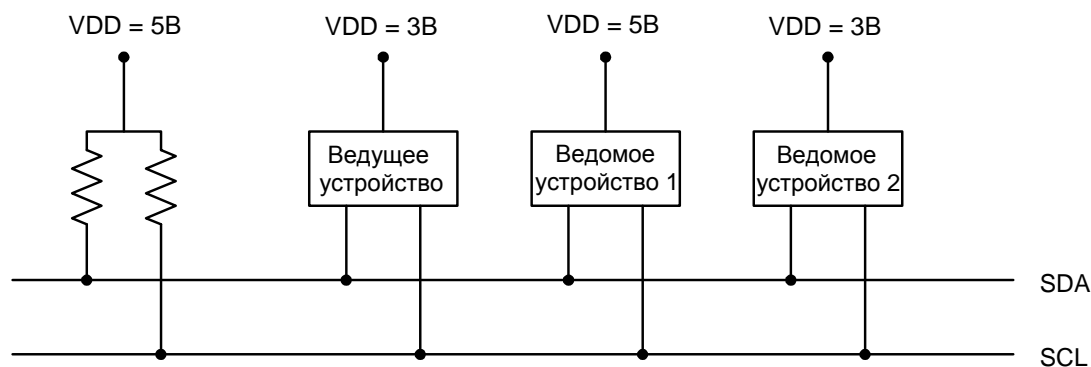 VDD = 5В
VDD = 3В
VDD = 5В
VDD = 3В
Ведущее
устройство
Ведомое
устройство 1
Ведомое
устройство 2
SDA
SCL